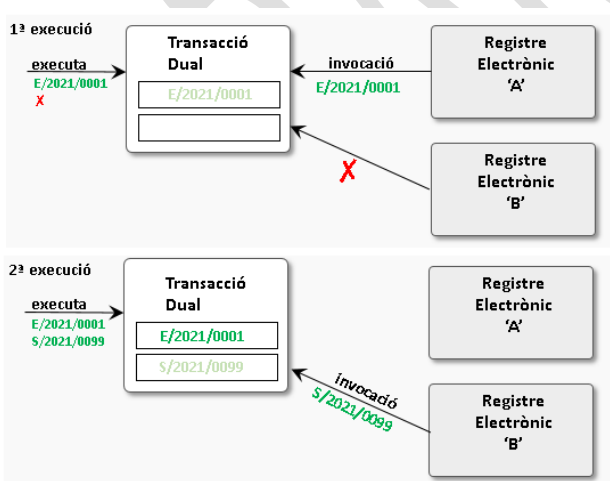 1ª execució
executa
E/2021/0001
X
Transacció
Dual
E/2021/0001
invocació
E/2021/0001
X
Registre
Electrònic
‘A’
Registre
Electrònic
‘B’
2ª execució
executa
E/2021/0001
S/2021/0099
Transacció
Dual
E/2021/0001
S/2021/0099
invocació
S/2021/0099
Registre
Electrònic
‘A’
Registre
Electrònic
‘B’